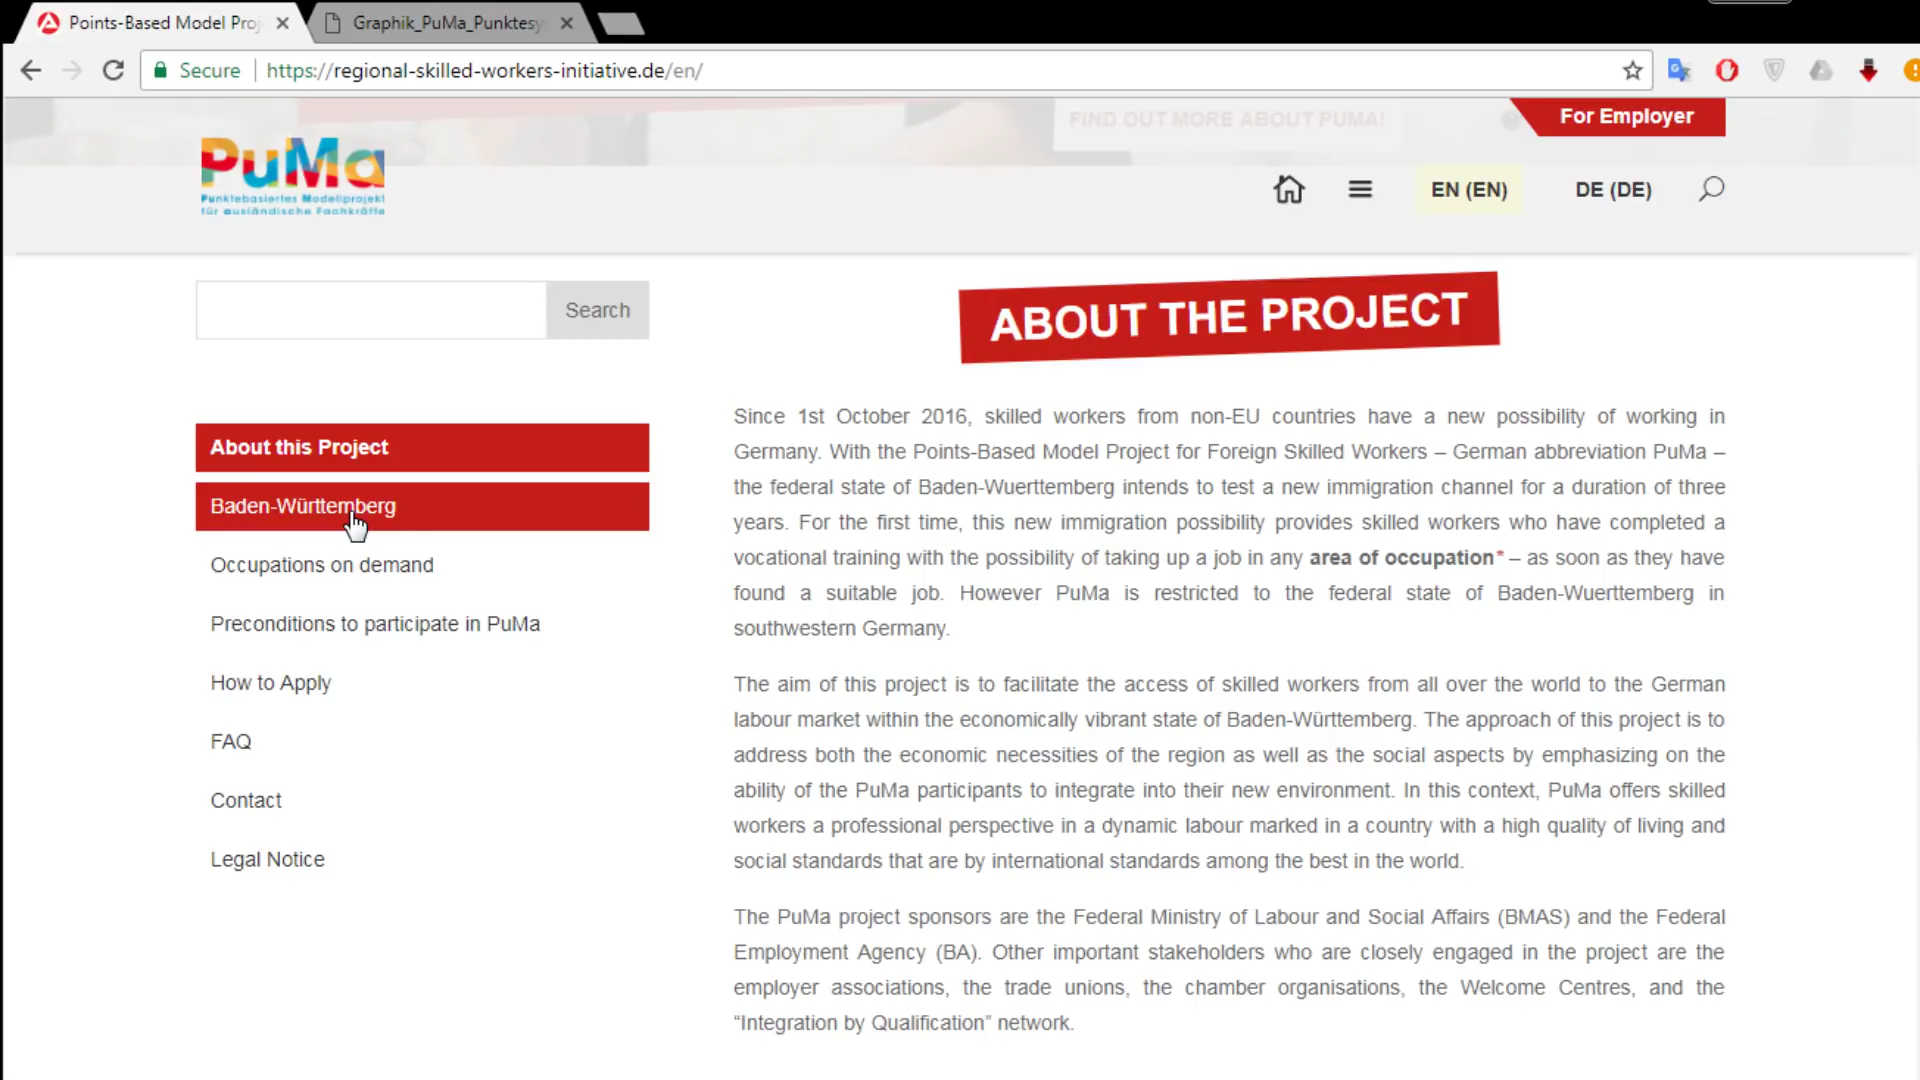 Points-Based Model Proj
Graphik_PuMa_Punktesy
Secure
https://regional-skilled-workers-initiative.de/en/
FIND OUT MORE ABOUT PUMA!
For Employer
PuMa
Punktebasiertes Modellprojekt
für ausländische Fachkräfte
EN (EN)
DE (DE)
Search
ABOUT THE PROJECT
About this Project
Baden-Württemberg
Occupations on demand
Preconditions to participate in PuMa
How to Apply
FAQ
Contact
Legal Notice
Since 1st October 2016, skilled workers from non-EU countries have a new possibility of working in
Germany. With the Points-Based Model Project for Foreign Skilled Workers – German abbreviation PuMa –
the federal state of Baden-Wuerttemberg intends to test a new immigration channel for a duration of three
years. For the first time, this new immigration possibility provides skilled workers who have completed a
vocational training with the possibility of taking up a job in any area of occupation* – as soon as they have
found a suitable job. However PuMa is restricted to the federal state of Baden-Wuerttemberg in
southwestern Germany.
The aim of this project is to facilitate the access of skilled workers from all over the world to the German
labour market within the economically vibrant state of Baden-Württemberg. The approach of this project is to
address both the economic necessities of the region as well as the social aspects by emphasizing on the
ability of the PuMa participants to integrate into their new environment. In this context, PuMa offers skilled
workers a professional perspective in a dynamic labour marked in a country with a high quality of living and
social standards that are by international standards among the best in the world.
The PuMa project sponsors are the Federal Ministry of Labour and Social Affairs (BMAS) and the Federal
Employment Agency (BA). Other important stakeholders who are closely engaged in the project are the
employer associations, the trade unions, the chamber organisations, the Welcome Centres, and the
“Integration by Qualification” network.